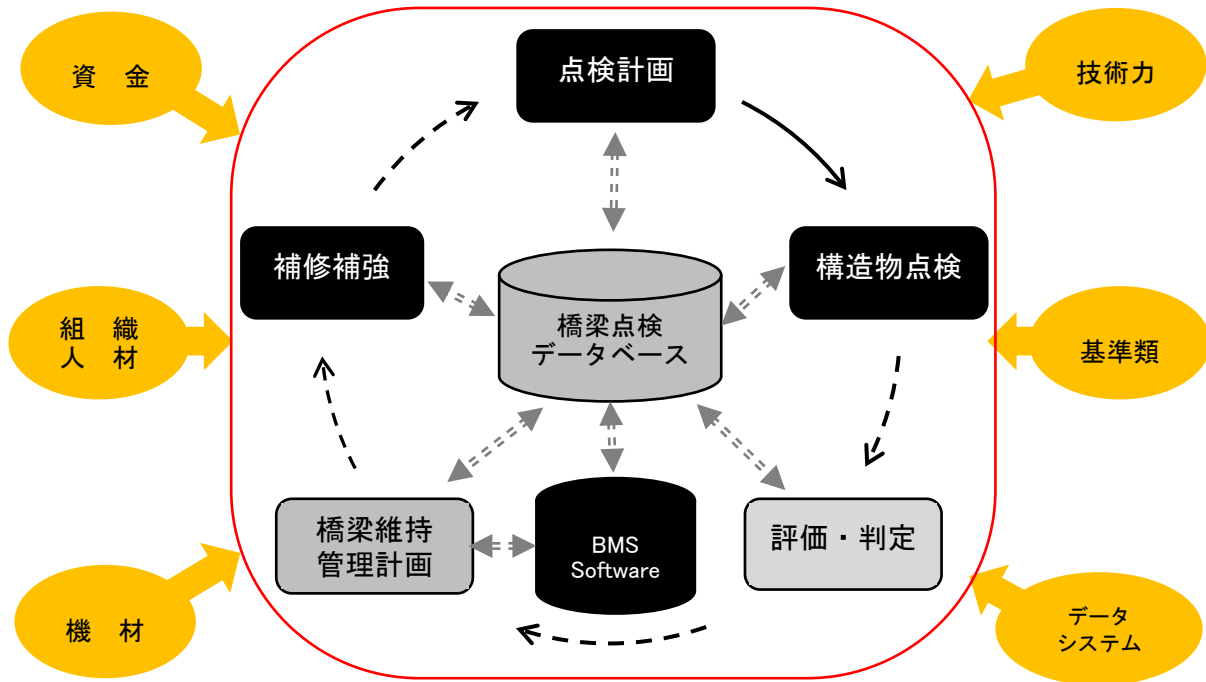 点検計画
資　金
技術力
補修補強
構造物点検
橋梁点検
データベース
組　織
人　材
基準類
橋梁維持
管理計画
BMS
Software
評価・判定
機　材
データ
システム